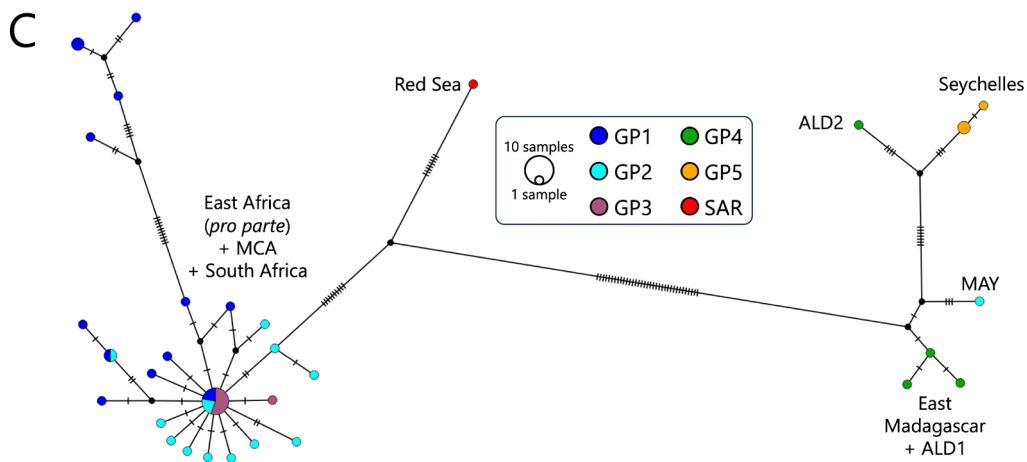 C
Red Sea
Seychelles
ALD2
10 samples
1 sample
GP1
GP2
GP3
GP4
GP5
SAR
East Africa
(pro parte)
+ MCA
+ South Africa
MAY
East
Madagascar
+ ALD1